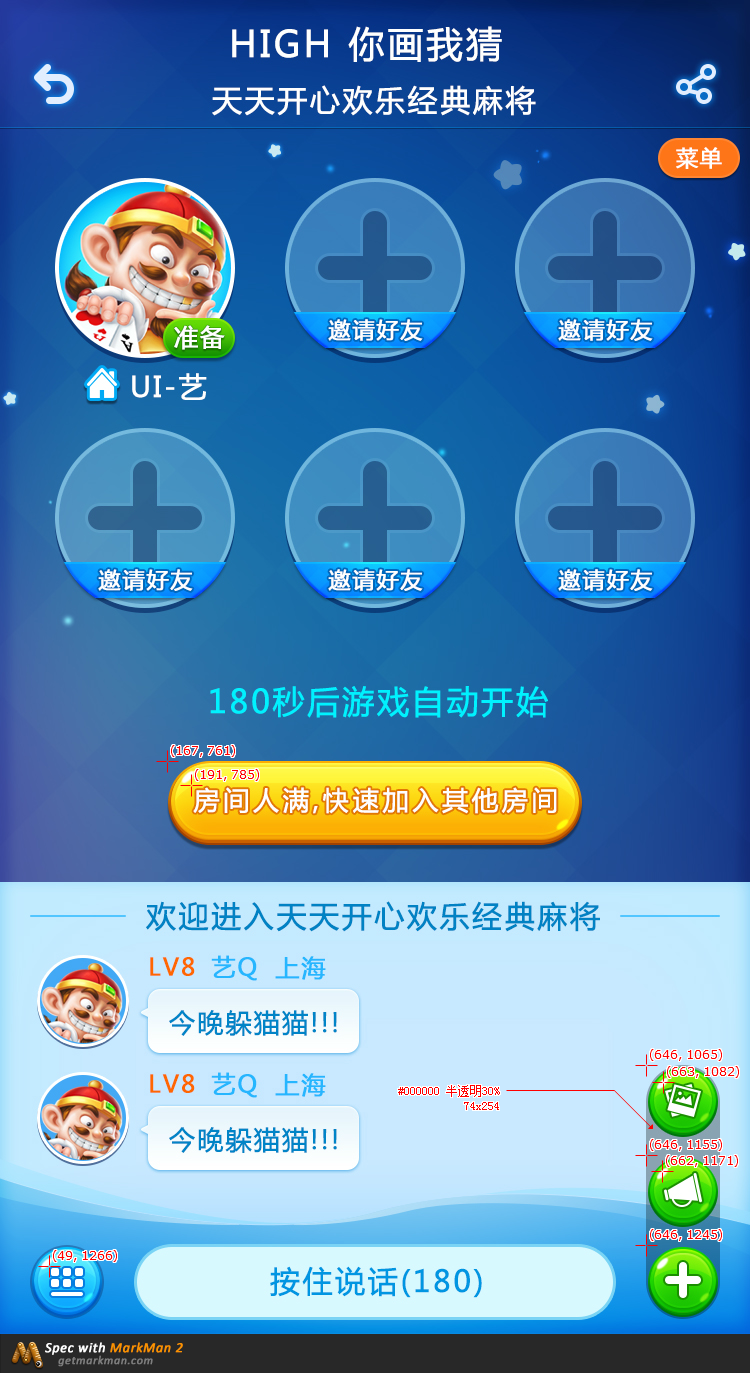 HIGH 你画我猜
天天开心欢乐经典麻将
菜单
准备
邀请好友
邀请好友
UI-艺
邀请好友
邀请好友
邀请好友
180秒后游戏自动开始
(167, 761)
(191, 785)
房间人满,快速加入其他房间
欢迎进入天天开心欢乐经典麻将
LV8 艺Q 上海
今晚躲猫猫!!!
(646, 1065)
(663, 1082)
LV8 艺Q 上海
#000000 半透明30%
74x254
今晚躲猫猫!!!
(646, 1155)
(662, 1171)
(646, 1245)
(49, 1266)
按住说话(180)
Spec with MarkMan 2
getmarkman.com